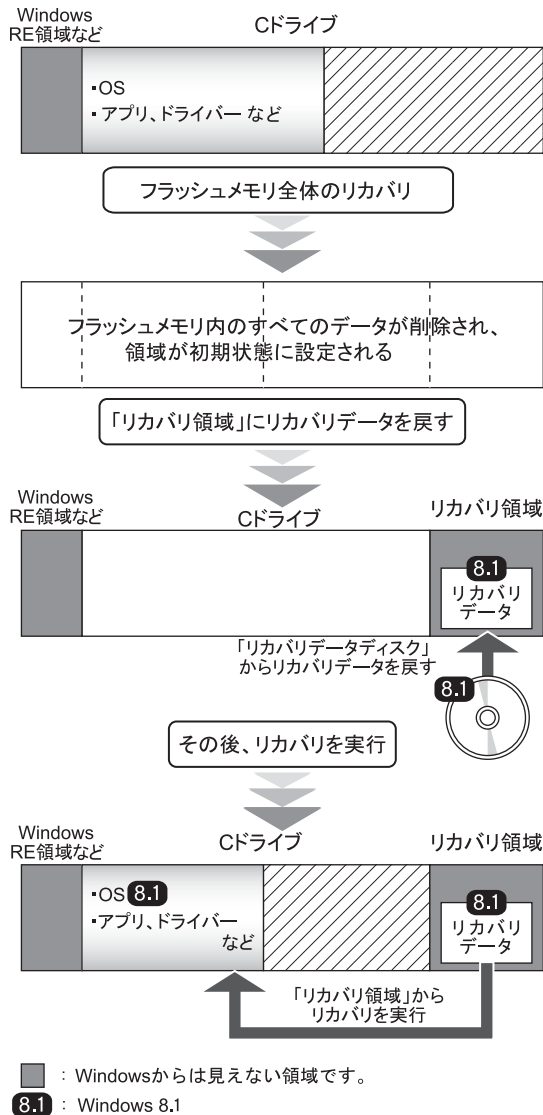 Windows
RE領域など
Cドライブ
▪OS
▪アプリ、ドライバー など
フラッシュメモリ全体のリカバリ
フラッシュメモリ内のすべてのデータが削除され、
領域が初期状態に設定される
「リカバリ領域」にリカバリデータを戻す
Windows
RE領域など
Cドライブ
リカバリ領域
8.1
リカバリ
データ
「リカバリデータディスク」
からリカバリデータを戻す
8.1
その後、リカバリを実行
Windows
RE領域など
Cドライブ
リカバリ領域
▪OS 8.1
▪アプリ、ドライバー
など
8.1
リカバリ
データ
「リカバリ領域」から
リカバリを実行
：Windowsからは見えない領域です。
8.1：Windows 8.1